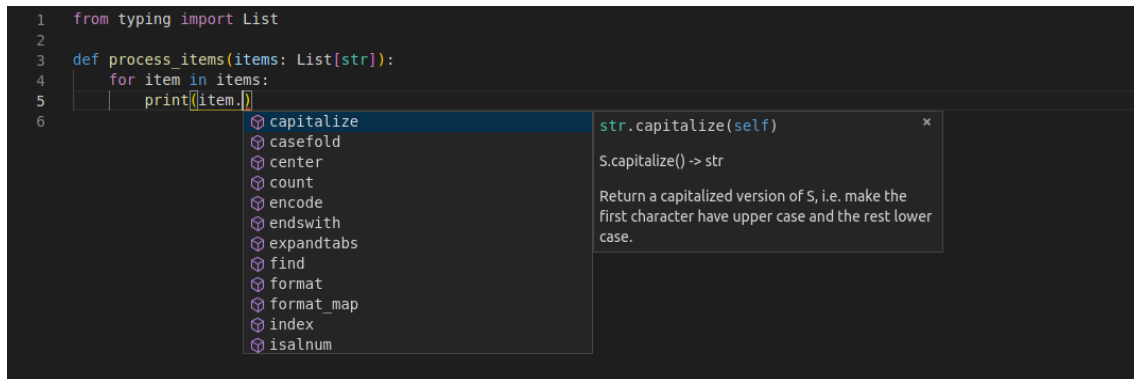 1 from typing import List
2
3 def process_items(items: List[str]):
4 for item in items:
5 print(item.)
6
capitalize
casefold
center
count
encode
endswith
expandtabs
find
format
format_map
index
isalnum
str.capitalize(self) ×
S.capitalize() -> str
Return a capitalized version of S, i.e. make the
first character have upper case and the rest lower
case.